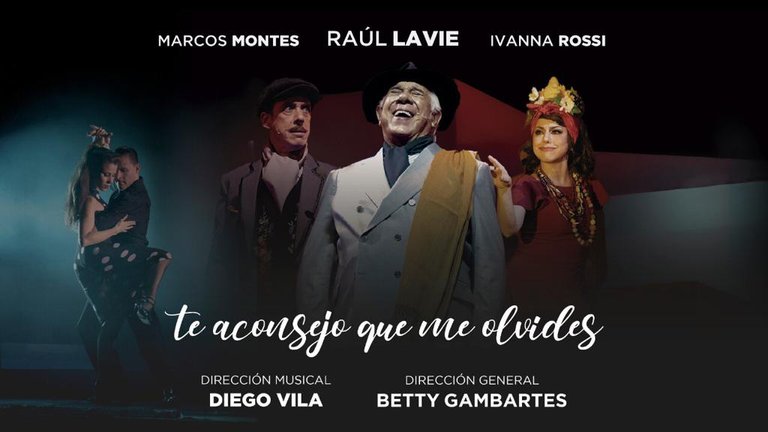 MARCOS MONTES
RAÚL LAVIE
IVANNA ROSSI
te aconsejo que me olvides
DIRECCIÓN MUSICAL
DIEGO VILA
DIRECCIÓN GENERAL
BETTY GAMBARTES